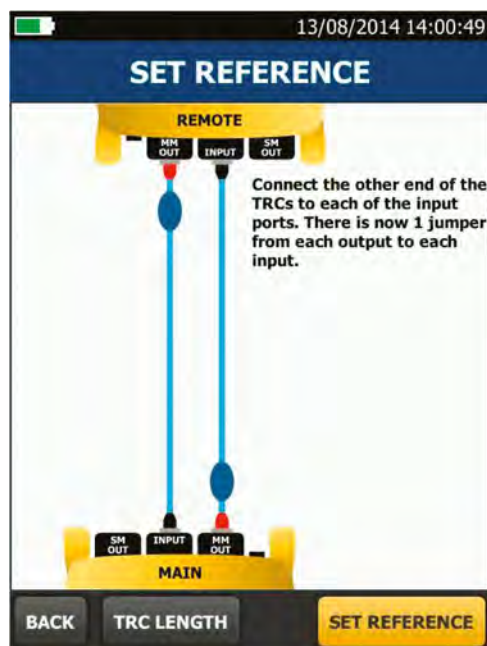 13/08/2014 14:00:49
SET REFERENCE
REMOTE
MM
OUT
INPUT
SM
OUT
Connect the other end of the
TRCs to each of the input
ports. There is now 1 jumper
from each output to each
input.
SM
OUT
INPUT
MM
OUT
MAIN
BACK
TRC LENGTH
SET REFERENCE